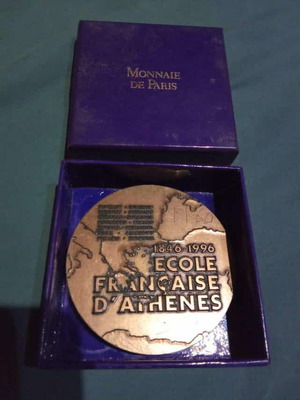 MONNAIE
DE PARIS
1846-1996
ECOLE
FRANÇAISE
D'ATHENES